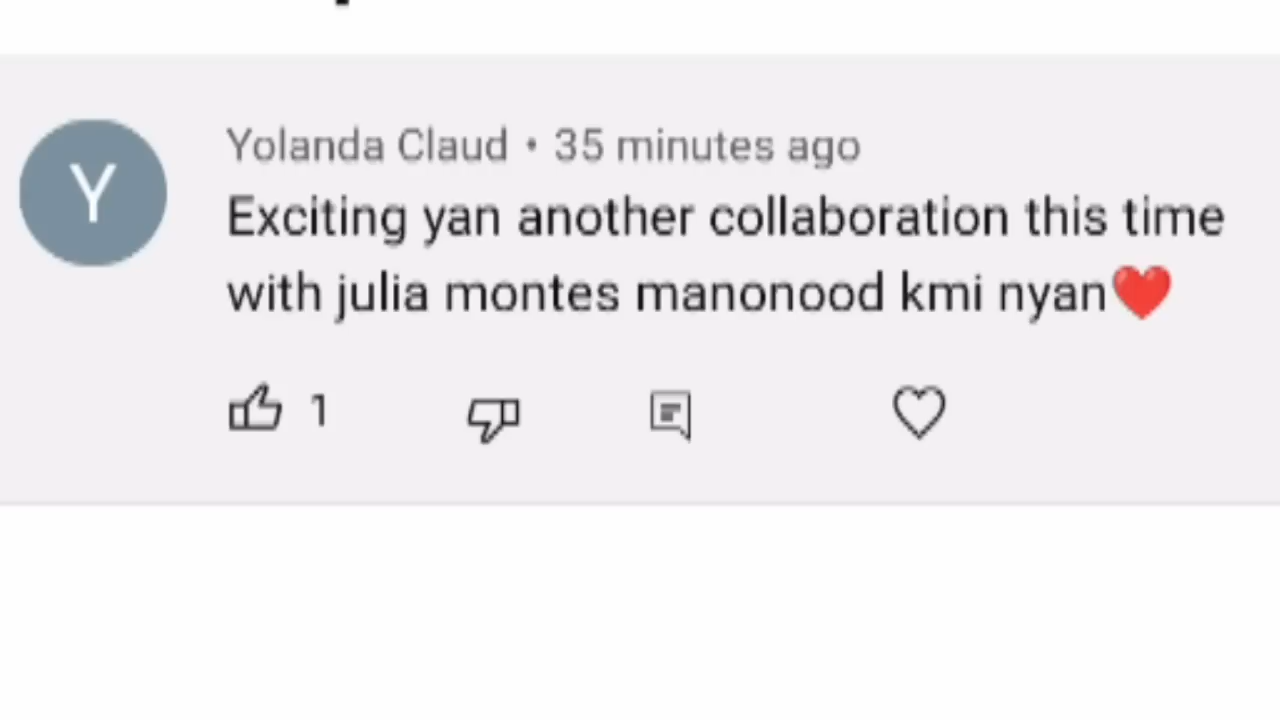 Y
Yolanda Claud • 35 minutes ago
Exciting yan another collaboration this time
with julia montes manonood kmi nyan❤️
1